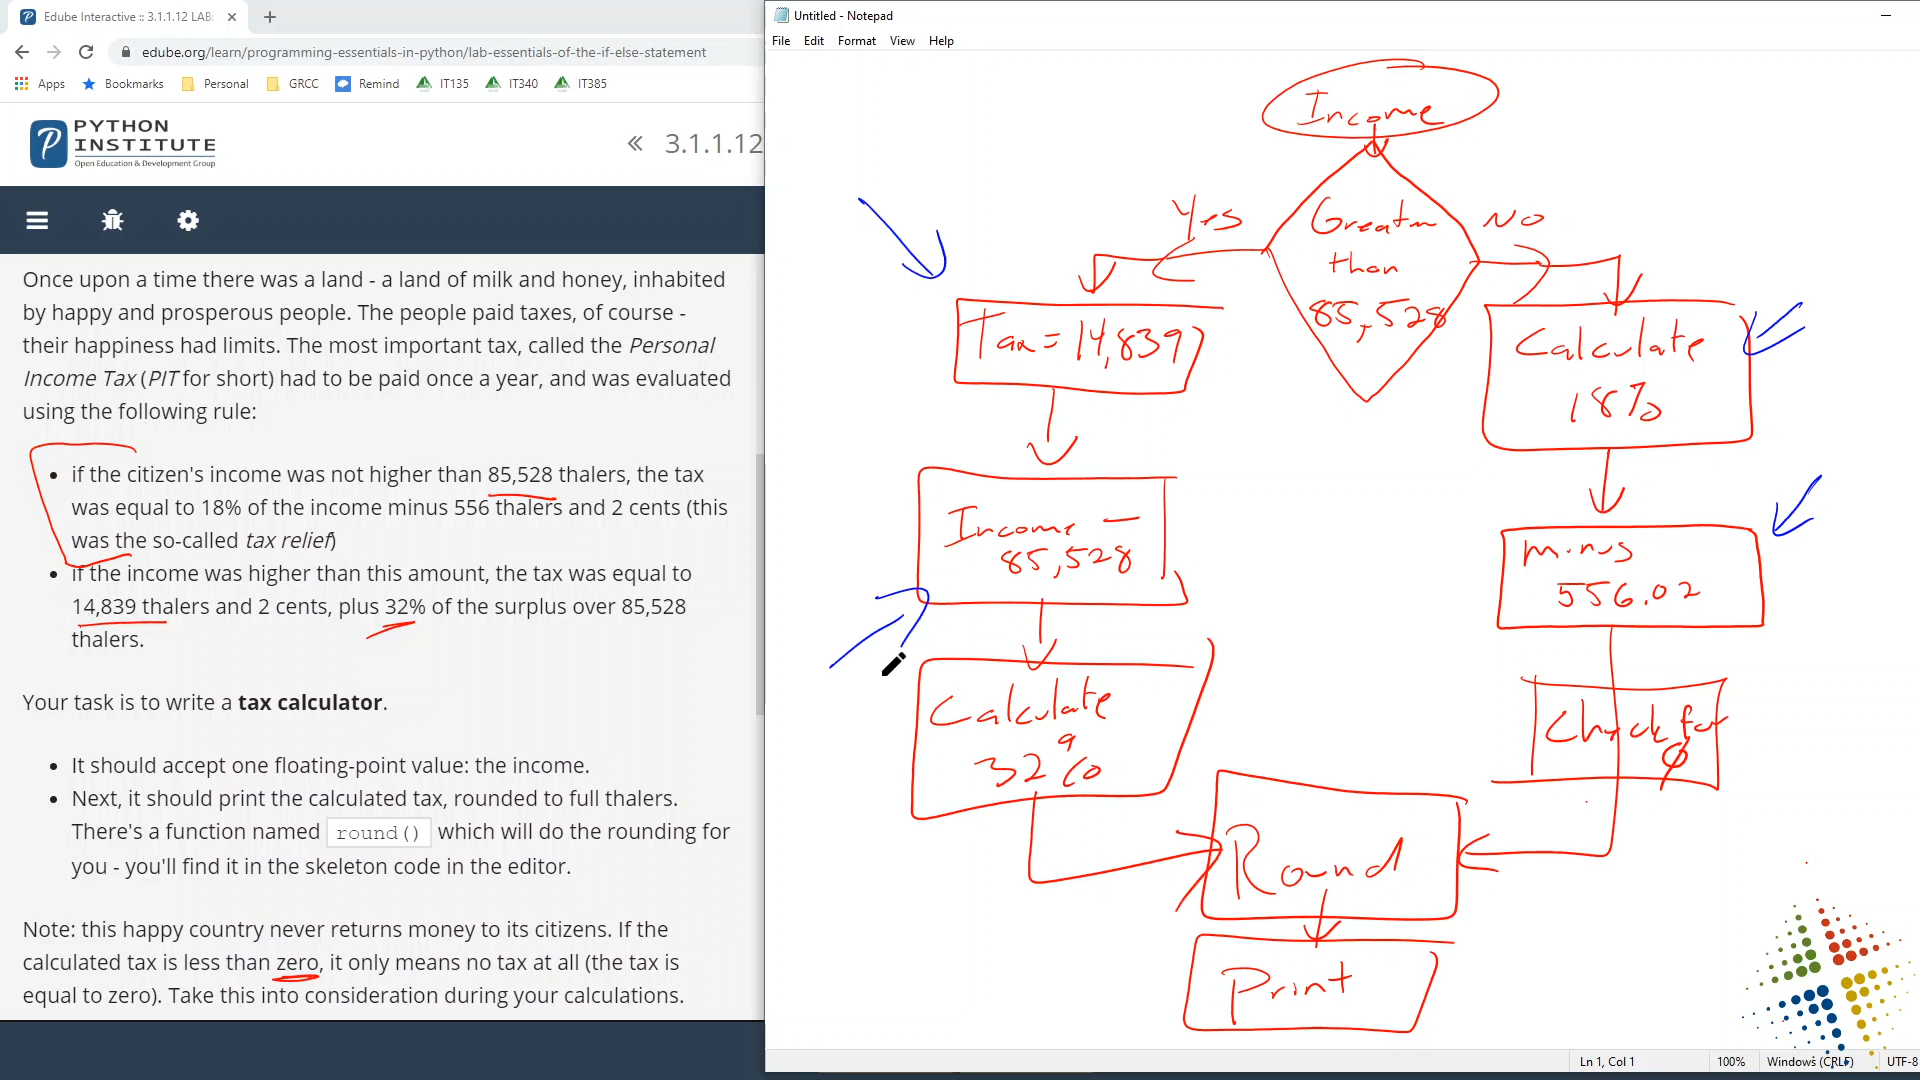 Edube Interactive :: 3.1.1.12 LAB:
edube.org/learn/programming-essentials-in-python/lab-essentials-of-the-if-else-statement
Apps Bookmarks Personal GRCC Remind IT135 IT340 IT385
PYTHON
INSTITUTE
Open Education & Development Group
3.1.1.12
Once upon a time there was a land - a land of milk and honey, inhabited
by happy and prosperous people. The people paid taxes, of course -
their happiness had limits. The most important tax, called the Personal
Income Tax (PIT for short) had to be paid once a year, and was evaluated
using the following rule:
if the citizen's income was not higher than 85,528 thalers, the tax
was equal to 18% of the income minus 556 thalers and 2 cents (this
was the so-called tax relief)
if the income was higher than this amount, the tax was equal to
14,839 thalers and 2 cents, plus 32% of the surplus over 85,528
thalers.
Your task is to write a tax calculator.
It should accept one floating-point value: the income.
Next, it should print the calculated tax, rounded to full thalers.
There's a function named round() which will do the rounding for
you - you'll find it in the skeleton code in the editor.
Note: this happy country never returns money to its citizens. If the
calculated tax is less than zero, it only means no tax at all (the tax is
equal to zero). Take this into consideration during your calculations.
Untitled - Notepad
File Edit Format View Help
Income
Yes
Greater
than
85,528
NO
Tax = 14,839
Calculate
18%
Income -
85,528
minus
556.02
Calculate
32%
Check for
0
Round
Print
Ln 1, Col 1 100% Windows (CRLF) UTF-8